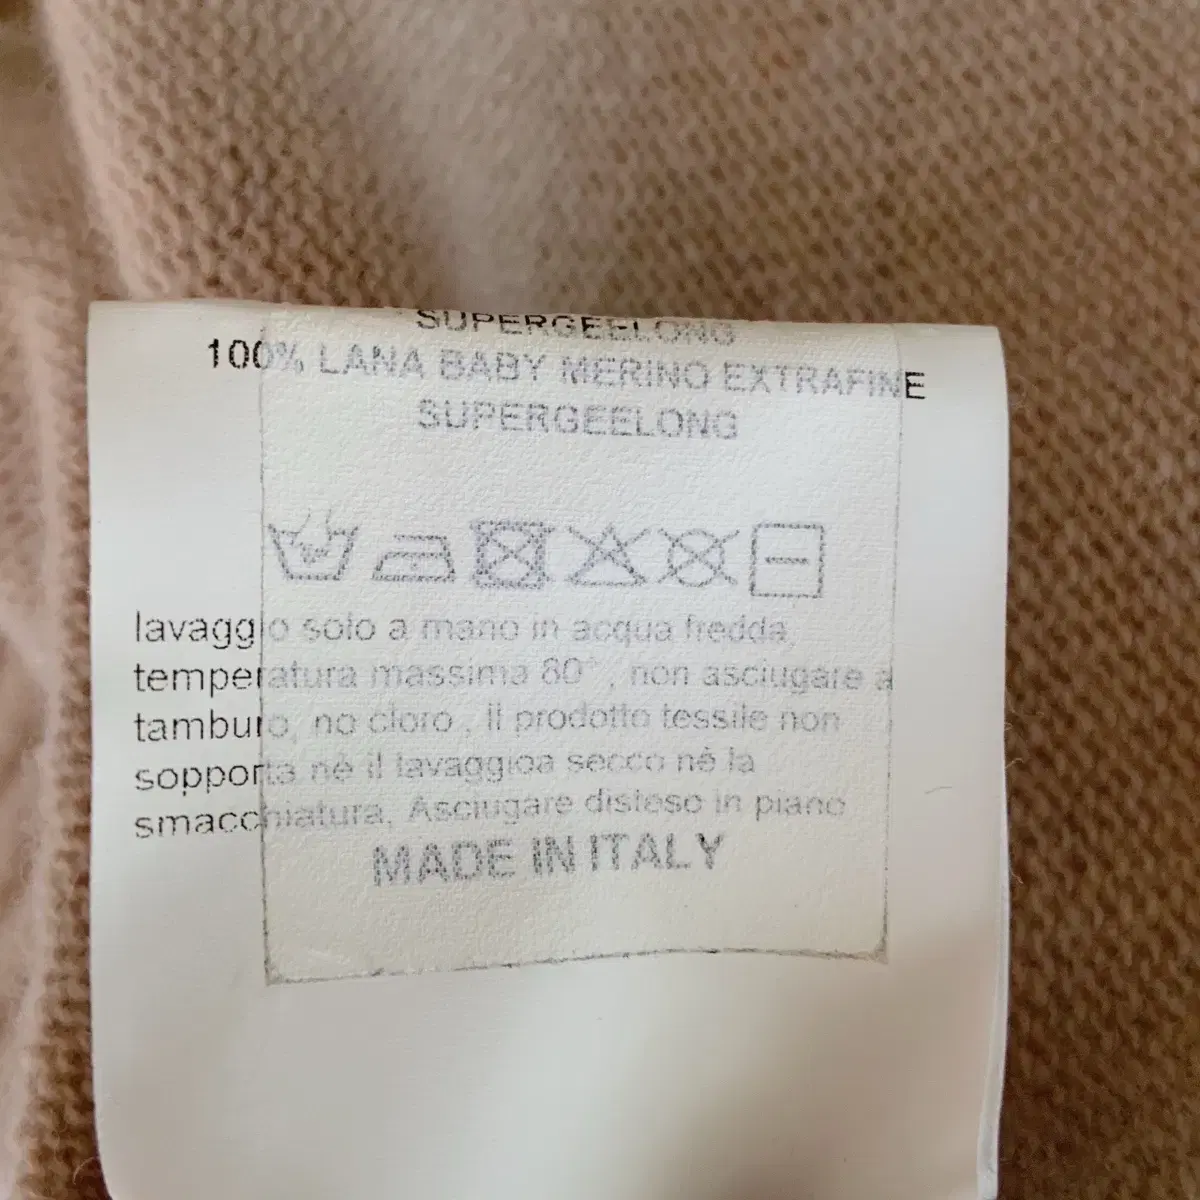 SUPERGEELONG
100% LANA BABY MERINO EXTRAFINE
SUPERGEELONG
lavaggio solo a mano in acqua fredda,
temperatura massima 80°, non asciugare a
tamburo, no cloro, il prodotto tessile non
sopporta né il lavaggioa secco né la
smacchiatura. Asciugare disteso in piano
MADE IN ITALY